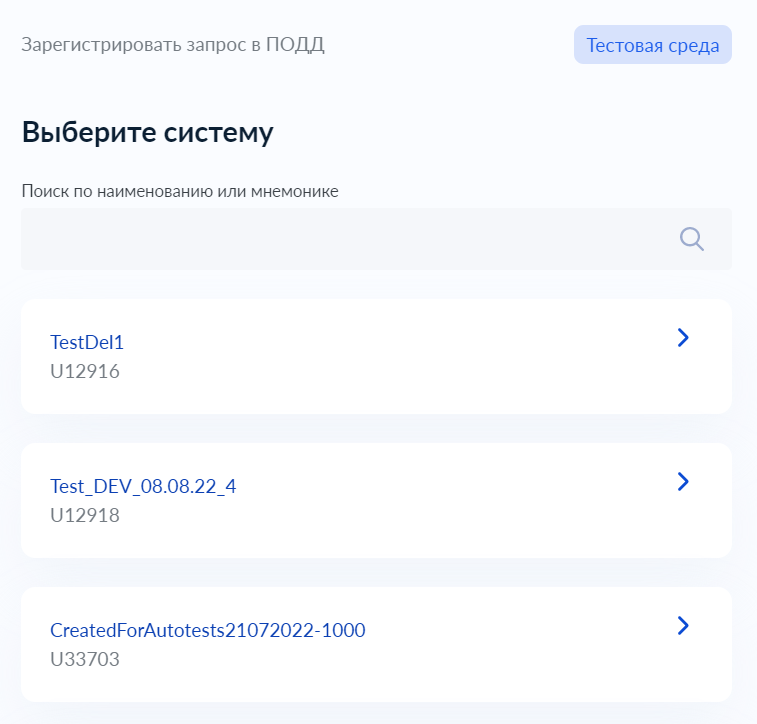 Зарегистрировать запрос в ПОДД
Тестовая среда
Выберите систему
Поиск по наименованию или мнемонике
TestDel1
U12916
Test_DEV_08.08.22_4
U12918
CreatedForAutotests21072022-1000
U33703